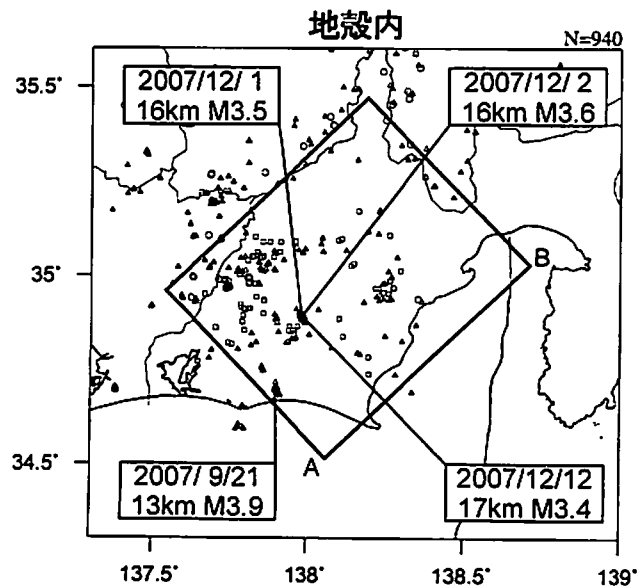 地殻内
N=940
35.5°
2007/12/ 1
16km M3.5
2007/12/ 2
16km M3.6
35°
B
34.5°
A
2007/ 9/21
13km M3.9
2007/12/12
17km M3.4
137.5°
138°
138.5°
139°